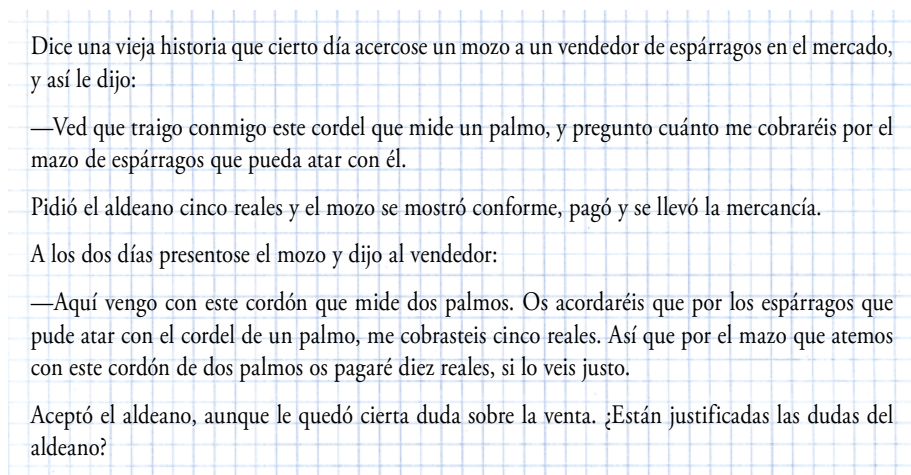 Dice una vieja historia que cierto día acercose un mozo a un vendedor de espárragos en el mercado,
y así le dijo:
—Ved que traigo conmigo este cordel que mide un palmo, y pregunto cuánto me cobraréis por el
mazo de espárragos que pueda atar con él.
Pidió el aldeano cinco reales y el mozo se mostró conforme, pagó y se llevó la mercancía.
A los dos días presentose el mozo y dijo al vendedor:
—Aquí vengo con este cordón que mide dos palmos. Os acordaréis que por los espárragos que
pude atar con el cordel de un palmo, me cobrasteis cinco reales. Así que por el mazo que atemos
con este cordón de dos palmos os pagaré diez reales, si lo veis justo.
Aceptó el aldeano, aunque le quedó cierta duda sobre la venta. ¿Están justificadas las dudas del
aldeano?